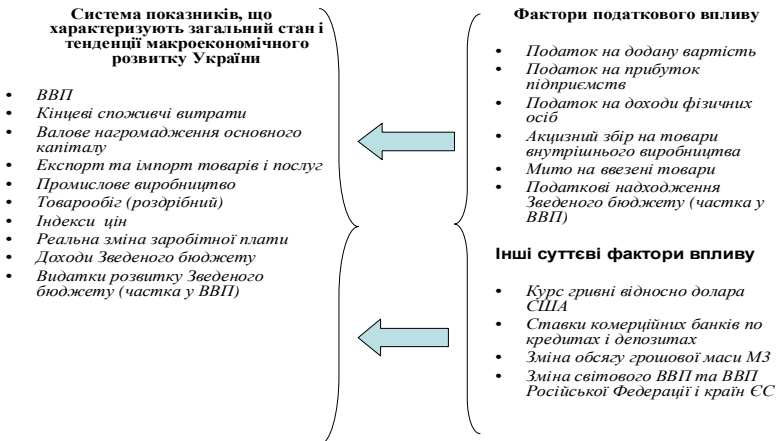 Система показників, що
характеризують загальний стан і
тенденції макроекономічного
розвитку України
• ВВП
• Кінцеві споживчі витрати
• Валове нагромадження основного
капіталу
• Експорт та імпорт товарів і послуг
• Промислове виробництво
• Товарообіг (роздрібний)
• Індекси цін
• Реальна зміна заробітної плати
• Доходи Зведеного бюджету
• Видатки розвитку Зведеного
бюджету (частка у ВВП)
Фактори податкового впливу
• Податок на додану вартість
• Податок на прибуток
підприємств
• Податок на доходи фізичних
осіб
• Акцизний збір на товари
внутрішнього виробництва
• Мито на ввезені товари
• Податкові надходження
Зведеного бюджету (частка у
ВВП)
Інші суттєві фактори впливу
• Курс гривні відносно долара
США
• Ставки комерційних банків по
кредитах і депозитах
• Зміна обсягу грошової маси М3
• Зміна світового ВВП та ВВП
Російської Федерації і країн ЄС